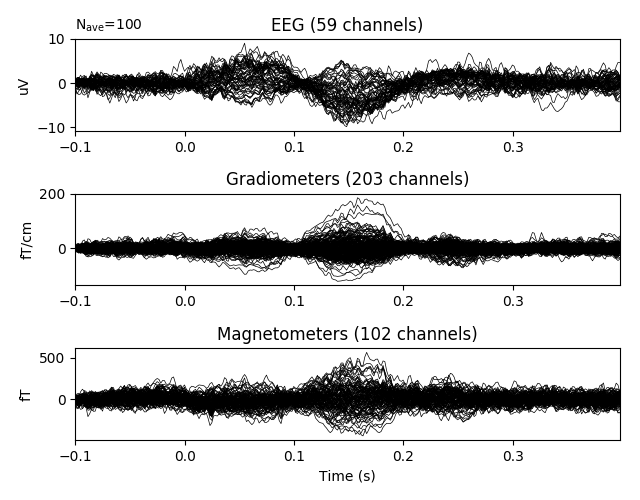 N_ave=100
EEG (59 channels)
10
0
−10
uV
−0.1 0.0 0.1 0.2 0.3
Gradiometers (203 channels)
200
0
fT/cm
−0.1 0.0 0.1 0.2 0.3
Magnetometers (102 channels)
500
0
fT
−0.1 0.0 0.1 0.2 0.3
Time (s)